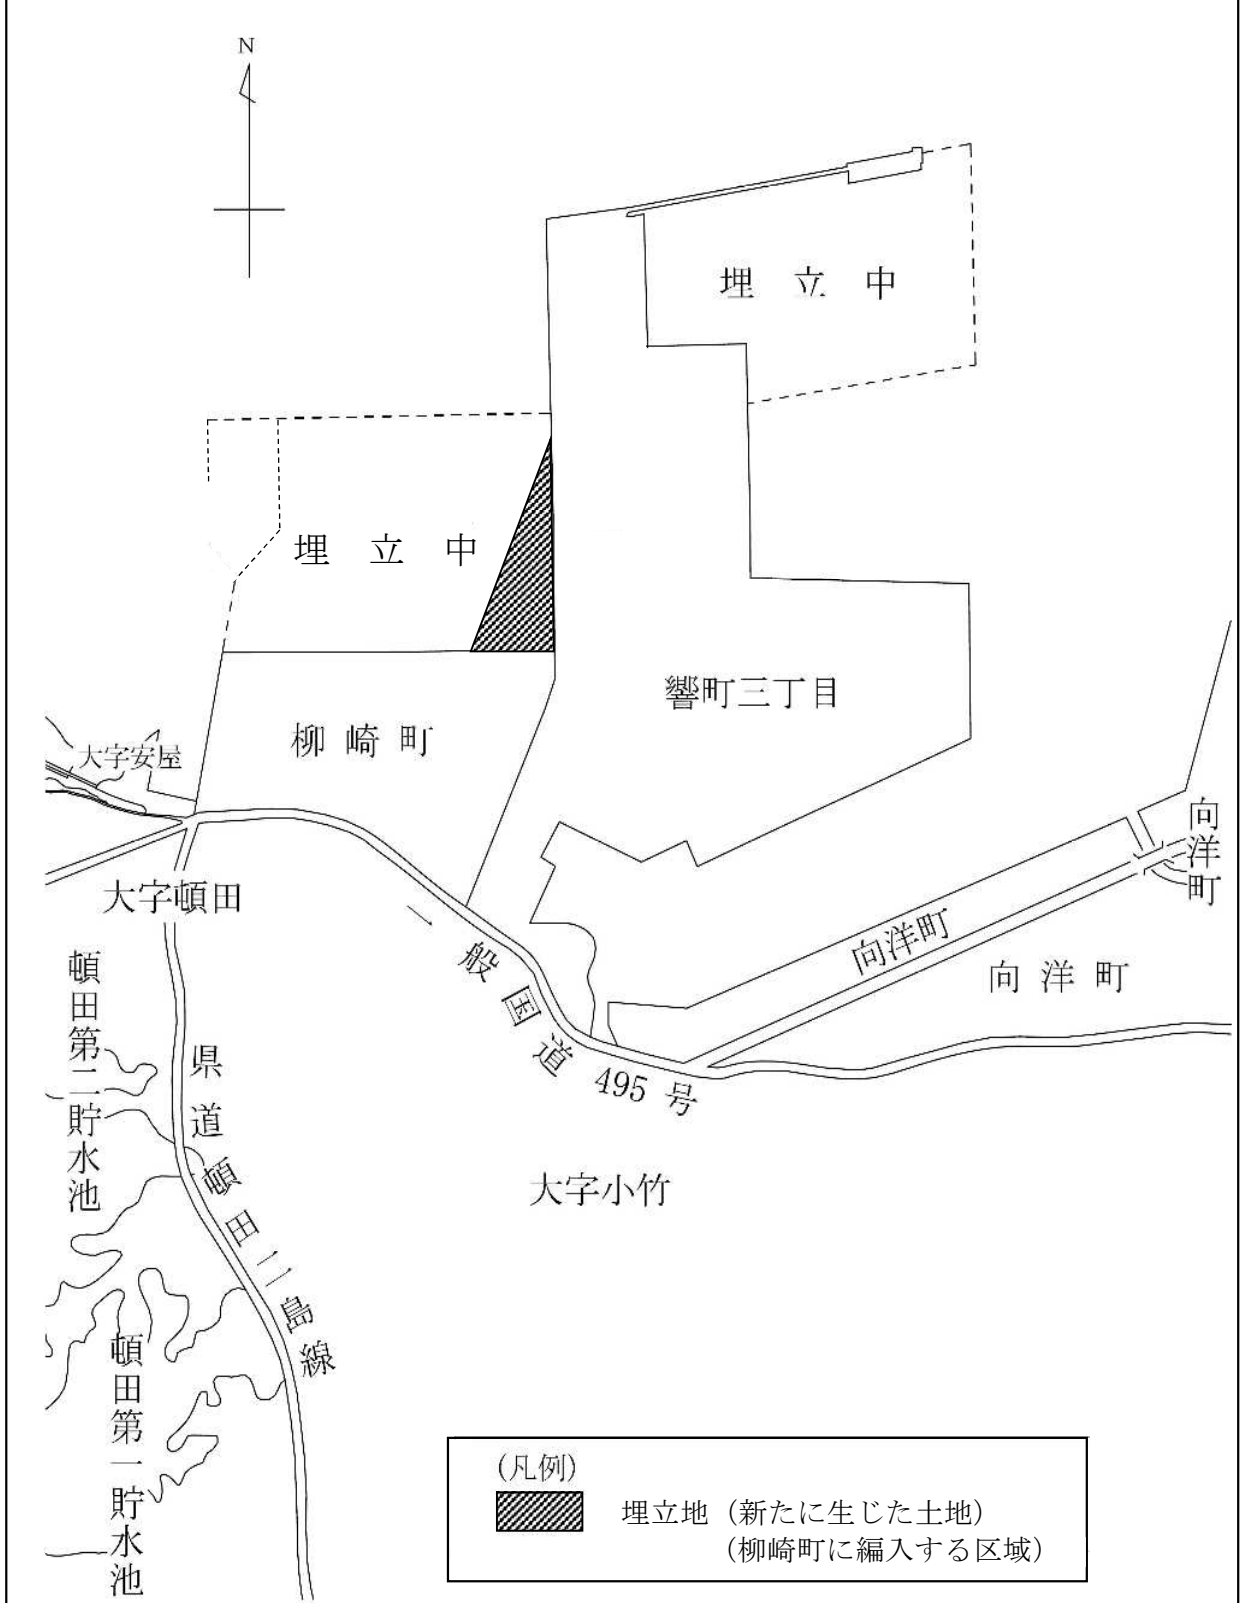 N
埋立中
埋立中
響町三丁目
柳崎町
大字安屋
向洋町
大字頓田
向洋町
向洋町
一般国道495号
頓田第二貯水池
県道頓田二島線
大字小竹
頓田第一貯水池
(凡例)
埋立地（新たに生じた土地）
（柳崎町に編入する区域）